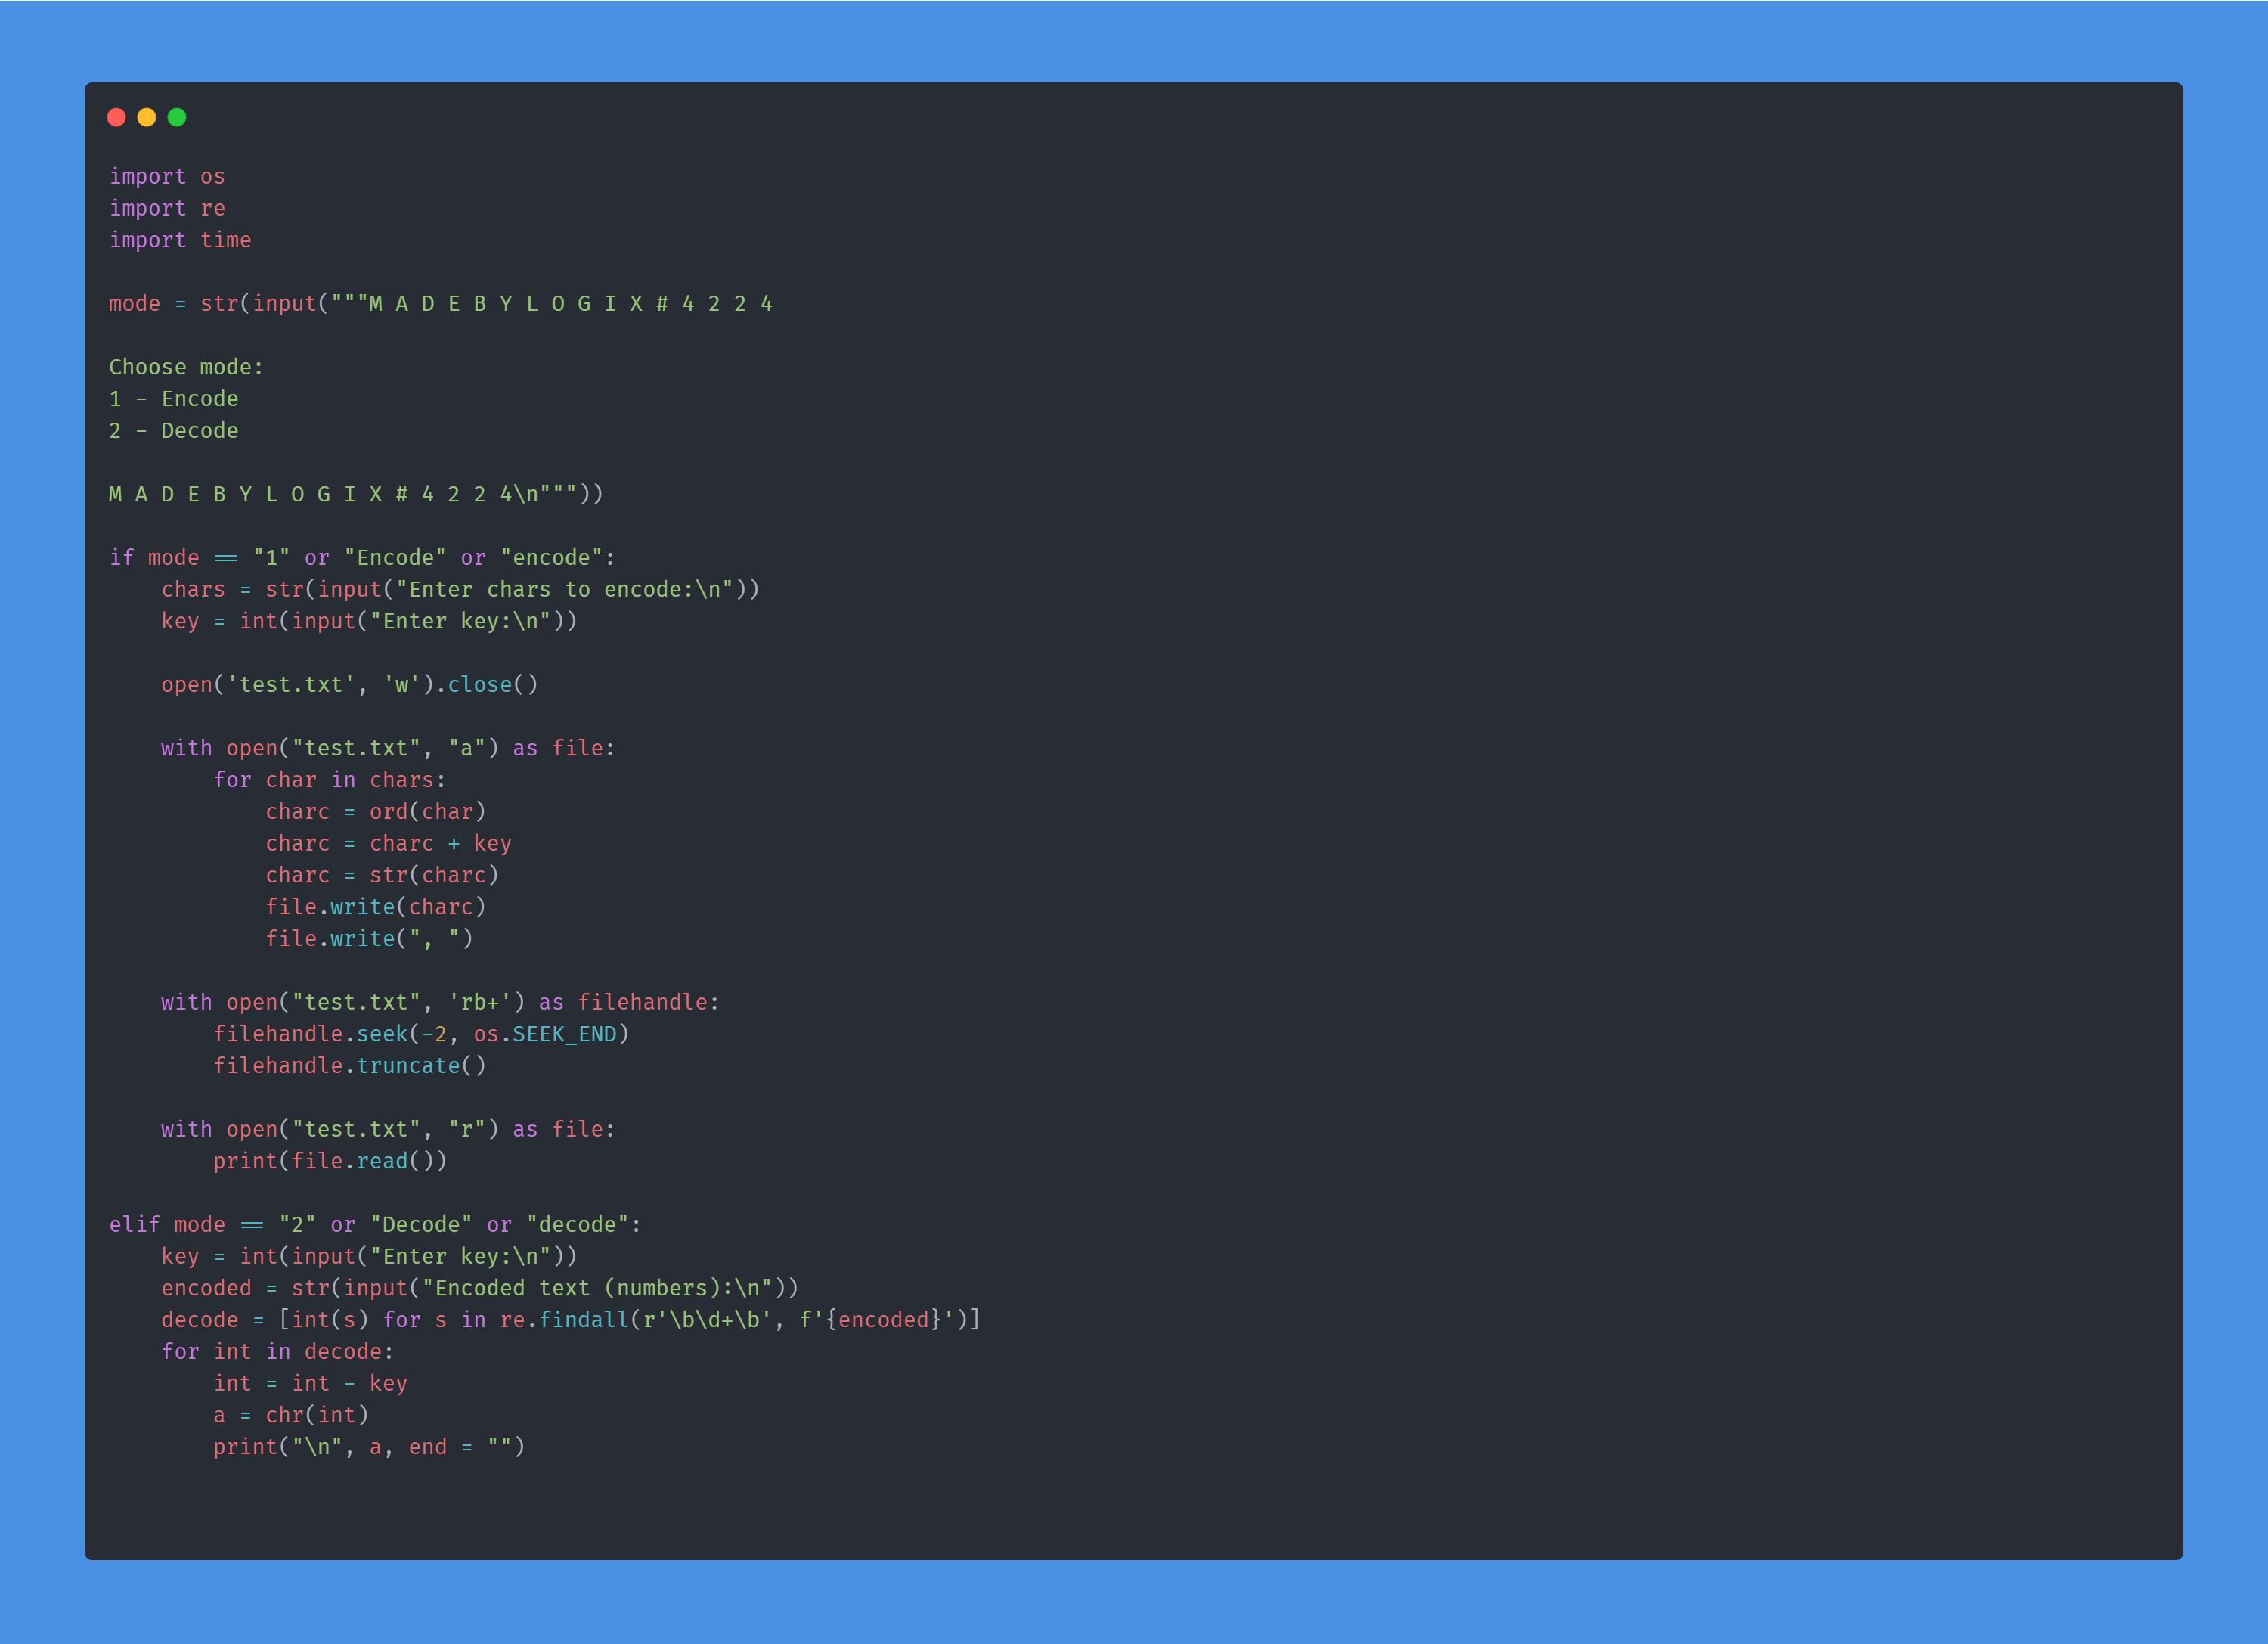 import os
import re
import time

mode = str(input("""M A D E B Y L O G I X # 4 2 2 4

Choose mode:
1 - Encode
2 - Decode

M A D E B Y L O G I X # 4 2 2 4\n"""))

if mode == "1" or "Encode" or "encode":
    chars = str(input("Enter chars to encode:\n"))
    key = int(input("Enter key:\n"))

    open('test.txt', 'w').close()

    with open("test.txt", "a") as file:
        for char in chars:
            charc = ord(char)
            charc = charc + key
            charc = str(charc)
            file.write(charc)
            file.write(", ")

    with open("test.txt", 'rb+') as filehandle:
        filehandle.seek(-2, os.SEEK_END)
        filehandle.truncate()

    with open("test.txt", "r") as file:
        print(file.read())

elif mode == "2" or "Decode" or "decode":
    key = int(input("Enter key:\n"))
    encoded = str(input("Encoded text (numbers):\n"))
    decode = [int(s) for s in re.findall(r'\b\d+\b', f'{encoded}')]
    for int in decode:
        int = int - key
        a = chr(int)
        print("\n", a, end = "")